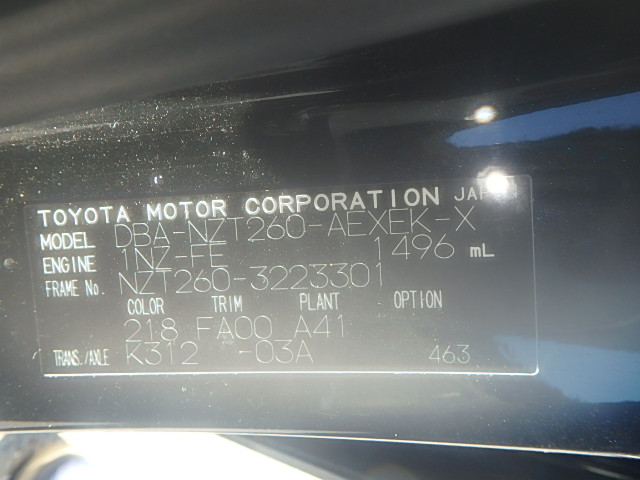 TOYOTA MOTOR CORPORATION JAPAN
MODEL DBA-NZT260-AEXEK-X
ENGINE 1NZ-FE 1496 mL
FRAME No. NZT260-3223301
COLOR TRIM PLANT OPTION
218 FA00 A41
TRANS./AXLE K312 -03A 463